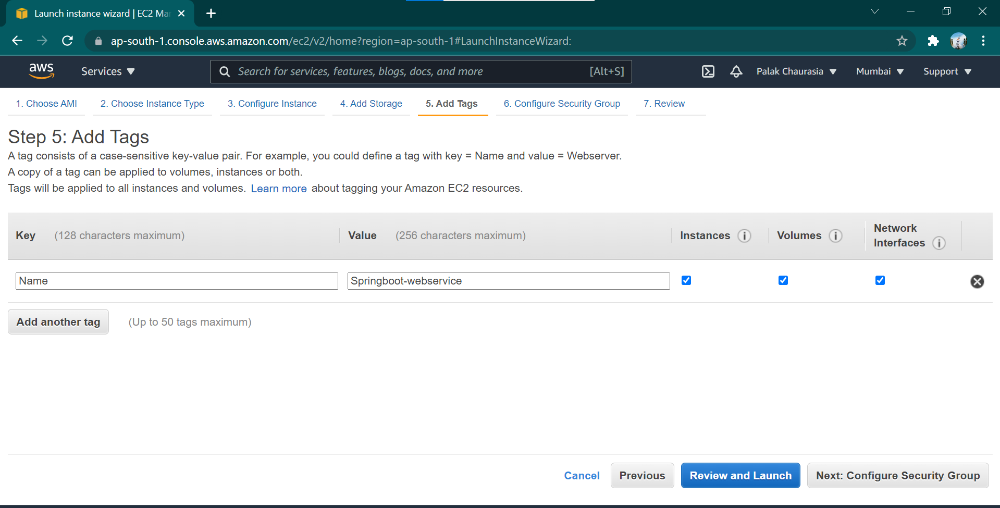 Launch instance wizard | EC2 Ma
ap-south-1.console.aws.amazon.com/ec2/v2/home?region=ap-south-1#LaunchInstanceWizard:
aws
Services
Search for services, features, blogs, docs, and more
[Alt+S]
Palak Chaurasia
Mumbai
Support
1. Choose AMI
2. Choose Instance Type
3. Configure Instance
4. Add Storage
5. Add Tags
6. Configure Security Group
7. Review
Step 5: Add Tags
A tag consists of a case-sensitive key-value pair. For example, you could define a tag with key = Name and value = Webserver.
A copy of a tag can be applied to volumes, instances or both.
Tags will be applied to all instances and volumes. Learn more about tagging your Amazon EC2 resources.
Key (128 characters maximum)
Value (256 characters maximum)
Instances
Volumes
Network
Interfaces
Name
Springboot-webservice
Add another tag
(Up to 50 tags maximum)
Cancel
Previous
Review and Launch
Next: Configure Security Group